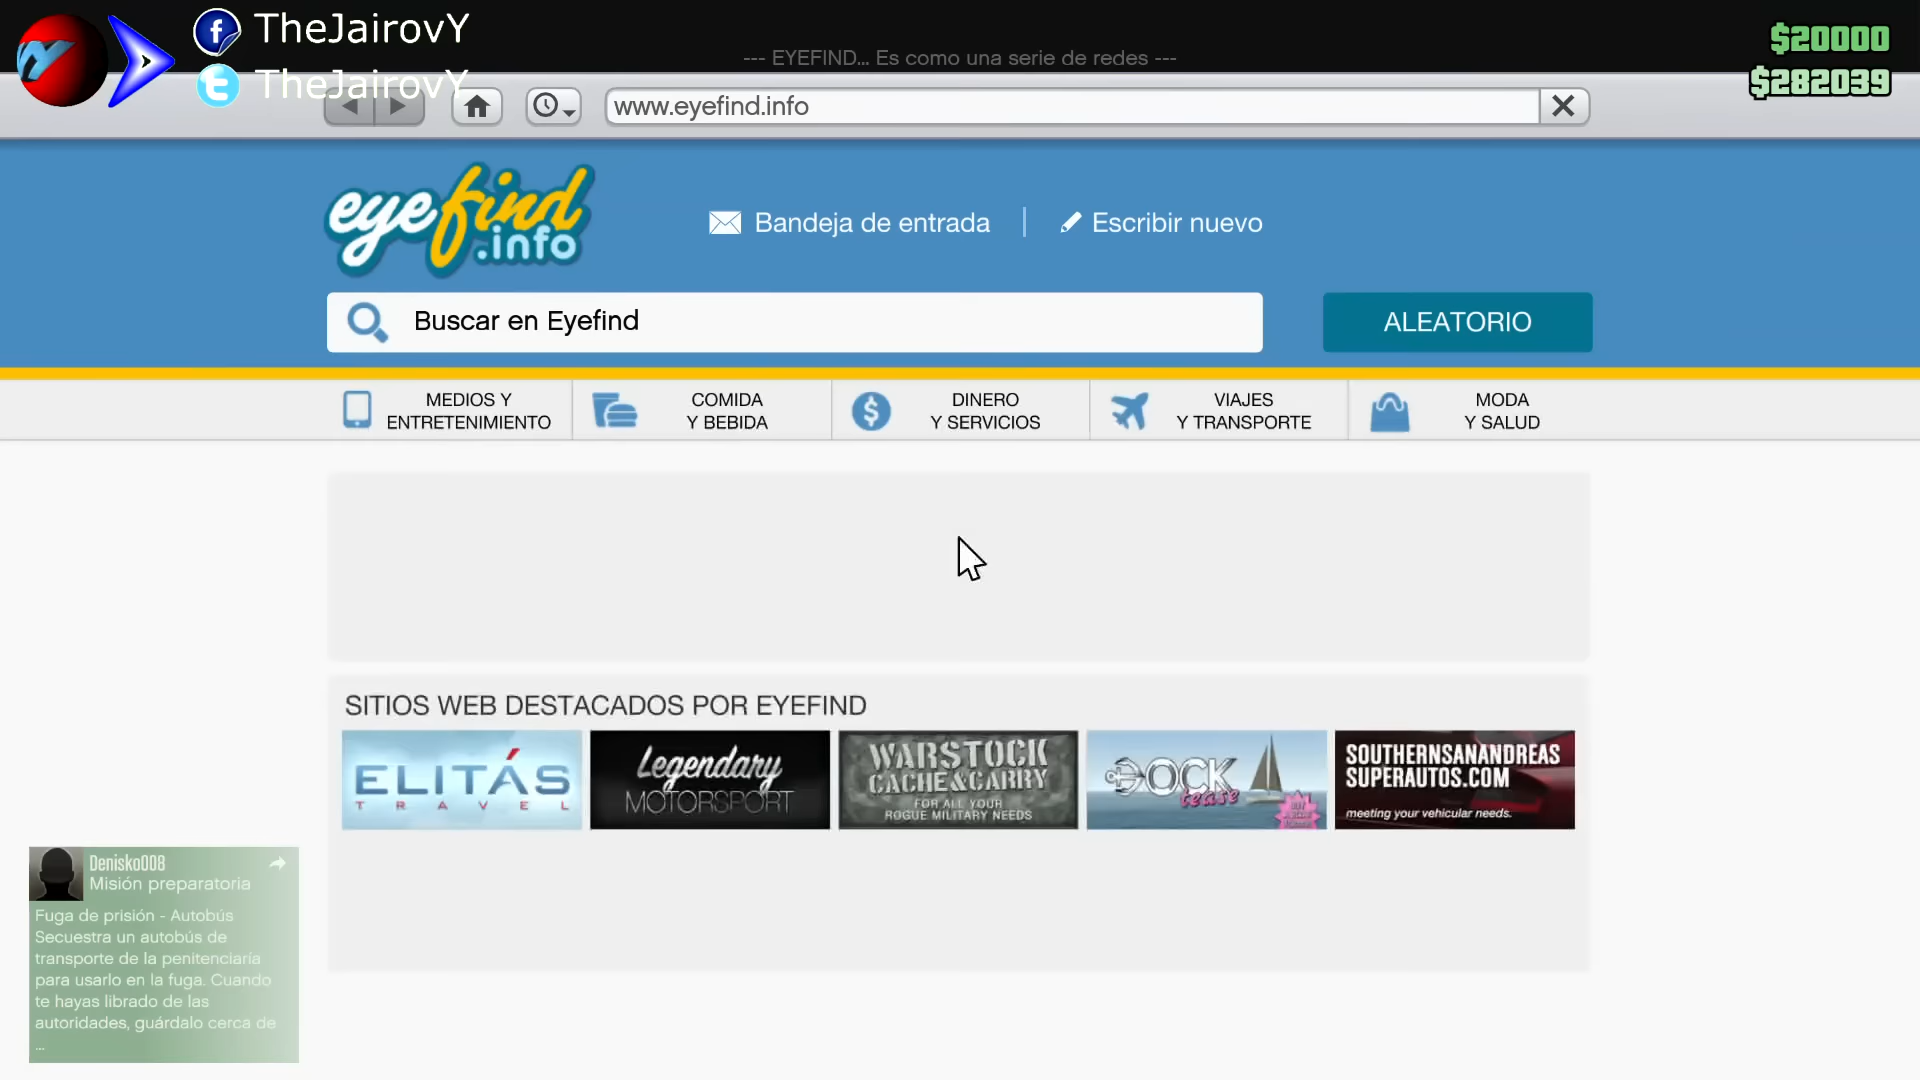 TheJairovY
TheJairovY
--- EYEFIND... Es como una serie de redes ---
$20000
$282039
www.eyefind.info
eyefind
.info
Bandeja de entrada
Escribir nuevo
Buscar en Eyefind
ALEATORIO
MEDIOS Y
ENTRETENIMIENTO
COMIDA
Y BEBIDA
DINERO
Y SERVICIOS
VIAJES
Y TRANSPORTE
MODA
Y SALUD
SITIOS WEB DESTACADOS POR EYEFIND
ELITÁS
TRAVEL
Legendary
MOTORSPORT
WARSTOCK
CACHE&CARRY
FOR ALL YOUR
ROGUE MILITARY NEEDS
DOCK
tease
SOUTHERNSANANDREAS
SUPERAUTOS.COM
meeting your vehicular needs.
Denisko008
Misión preparatoria
Fuga de prisión - Autobús
Secuestra un autobús de
transporte de la penitenciaría
para usarlo en la fuga. Cuando
te hayas librado de las
autoridades, guárdalo cerca de
...